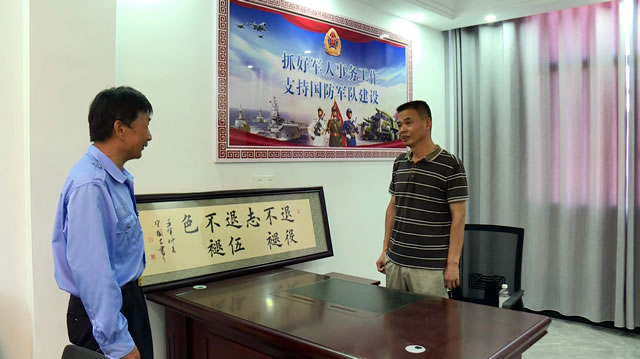 抓好军人事务工作
支持国防军队建设
退役
不褪
志
退伍
不褪
色